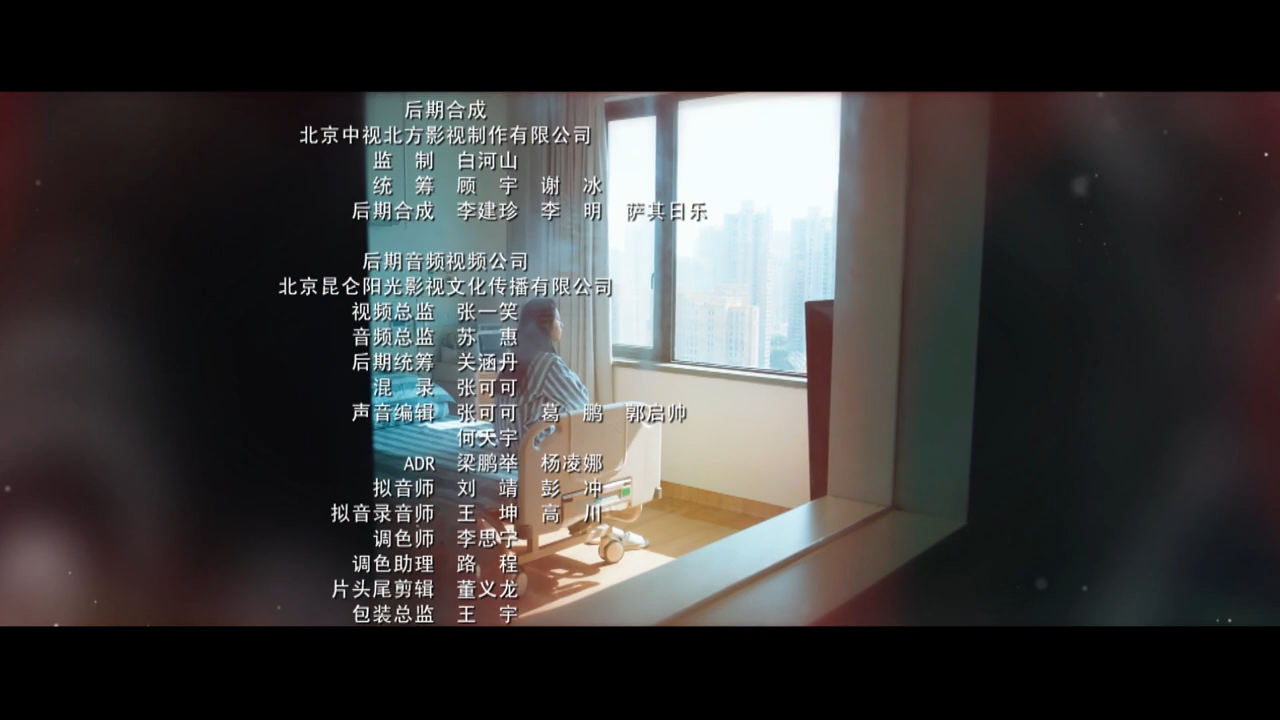 后期合成
北京中视北方影视制作有限公司
监 制 白河山
统 筹 顾 宇 谢 冰
后期合成 李建珍 李 明 萨其日乐
后期音频视频公司
北京昆仑阳光影视文化传播有限公司
视频总监 张一笑
音频总监 苏 惠
后期统筹 关涵丹
混 录 张可可
声音编辑 张可可 葛 鹏 郭启帅
何天宇
ADR 梁鹏举 杨凌娜
拟音师 刘 靖 彭 冲
拟音录音师 王 坤 高 川
调色师 李思宁
调色助理 路 程
片头尾剪辑 董义龙
包装总监 王 宇